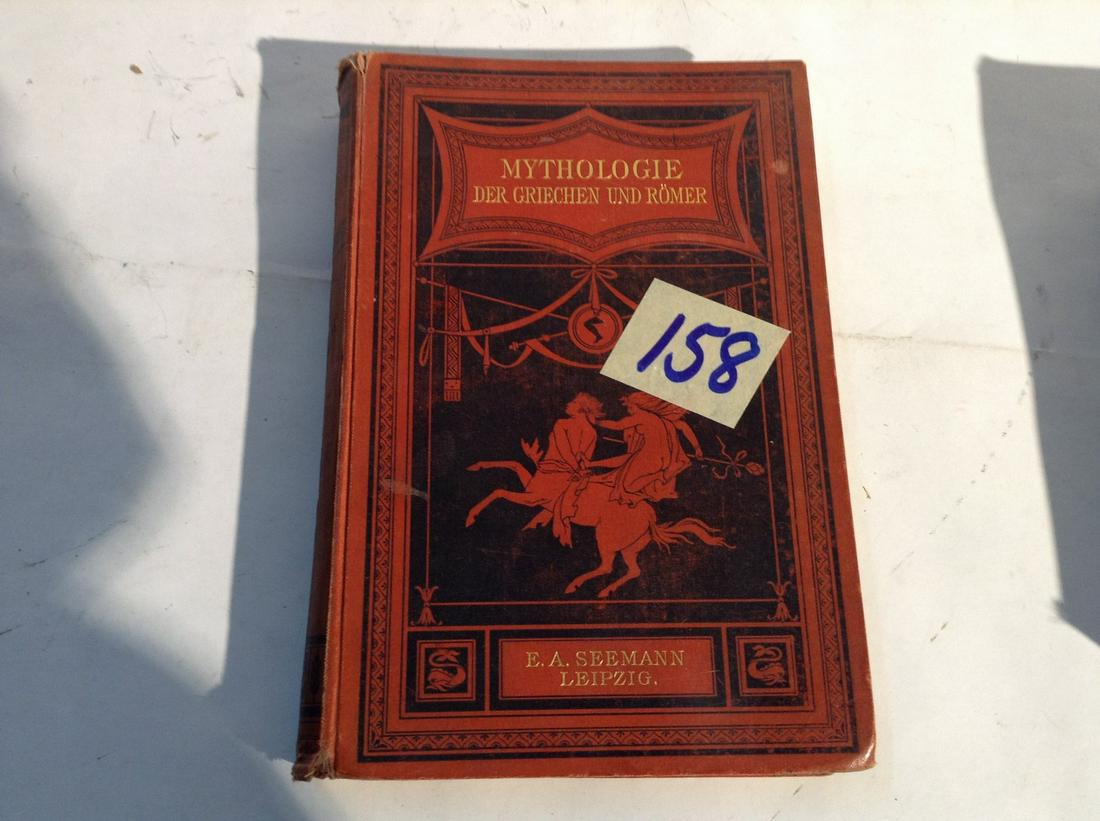 MYTHOLOGIE
DER GRIECHEN UND RÖMER
158
E. A. SEEMANN
LEIPZIG.